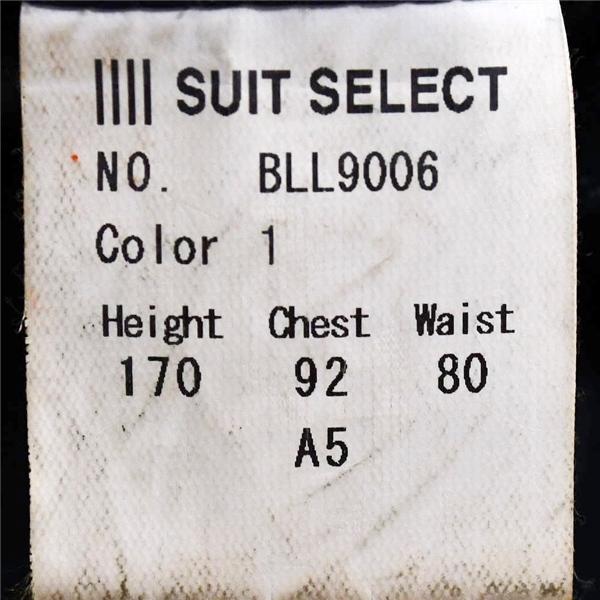 SUIT SELECT
NO. BLL9006
Color 1
Height Chest Waist
170 92 80
A5